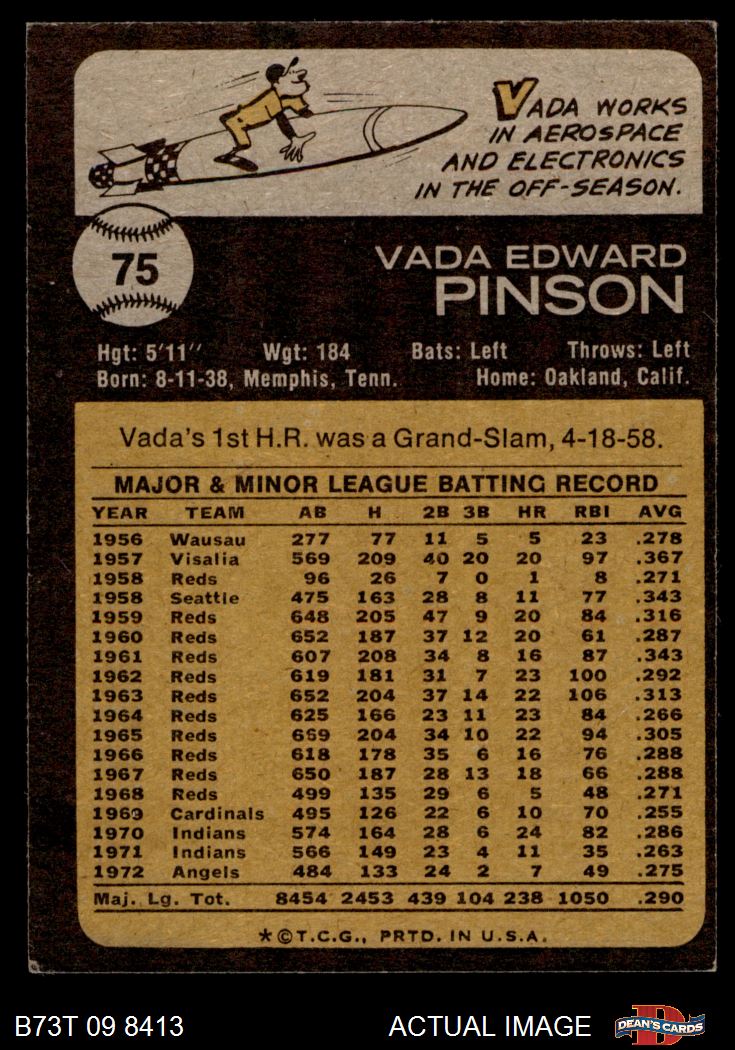 VADA WORKS
IN AEROSPACE
AND ELECTRONICS
IN THE OFF-SEASON.
75
VADA EDWARD
PINSON
Hgt: 5'11" Wgt: 184 Bats: Left Throws: Left
Born: 8-11-38, Memphis, Tenn. Home: Oakland, Calif.
Vada's 1st H.R. was a Grand-Slam, 4-18-58.
MAJOR & MINOR LEAGUE BATTING RECORD
YEAR TEAM AB H 2B 3B HR RBI AVG
1956 Wausau 277 77 11 5 5 23 .278
1957 Visalia 569 209 40 20 20 97 .367
1958 Reds 96 26 7 0 1 8 .271
1958 Seattle 475 163 28 8 11 77 .343
1959 Reds 648 205 47 9 20 84 .316
1960 Reds 652 187 37 12 20 61 .287
1961 Reds 607 208 34 8 16 87 .343
1962 Reds 619 181 31 7 23 100 .292
1963 Reds 652 204 37 14 22 106 .313
1964 Reds 625 166 23 11 23 84 .266
1965 Reds 669 204 34 10 22 94 .305
1966 Reds 618 178 35 6 16 76 .288
1967 Reds 650 187 28 13 18 66 .288
1968 Reds 499 135 29 6 5 48 .271
1969 Cardinals 495 126 22 6 10 70 .255
1970 Indians 574 164 28 6 24 82 .286
1971 Indians 566 149 23 4 11 35 .263
1972 Angels 484 133 24 2 7 49 .275
Maj. Lg. Tot. 8454 2453 439 104 238 1050 .290
*©T.C.G., PRTD. IN U.S.A.
B73T 09 8413 ACTUAL IMAGE DEAN'S CARDS